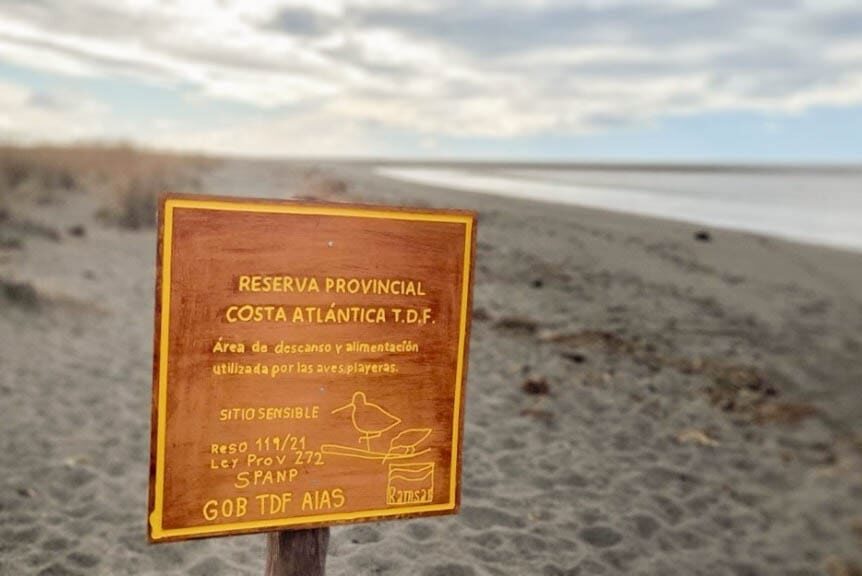 RESERVA PROVINCIAL
COSTA ATLÁNTICA T.D.F.
Área de descanso y alimentación
utilizada por las aves playeras.
SITIO SENSIBLE
RESO 119/21
LEY PROV 272
SPANP
GOB TDF AIAS
Ramsar